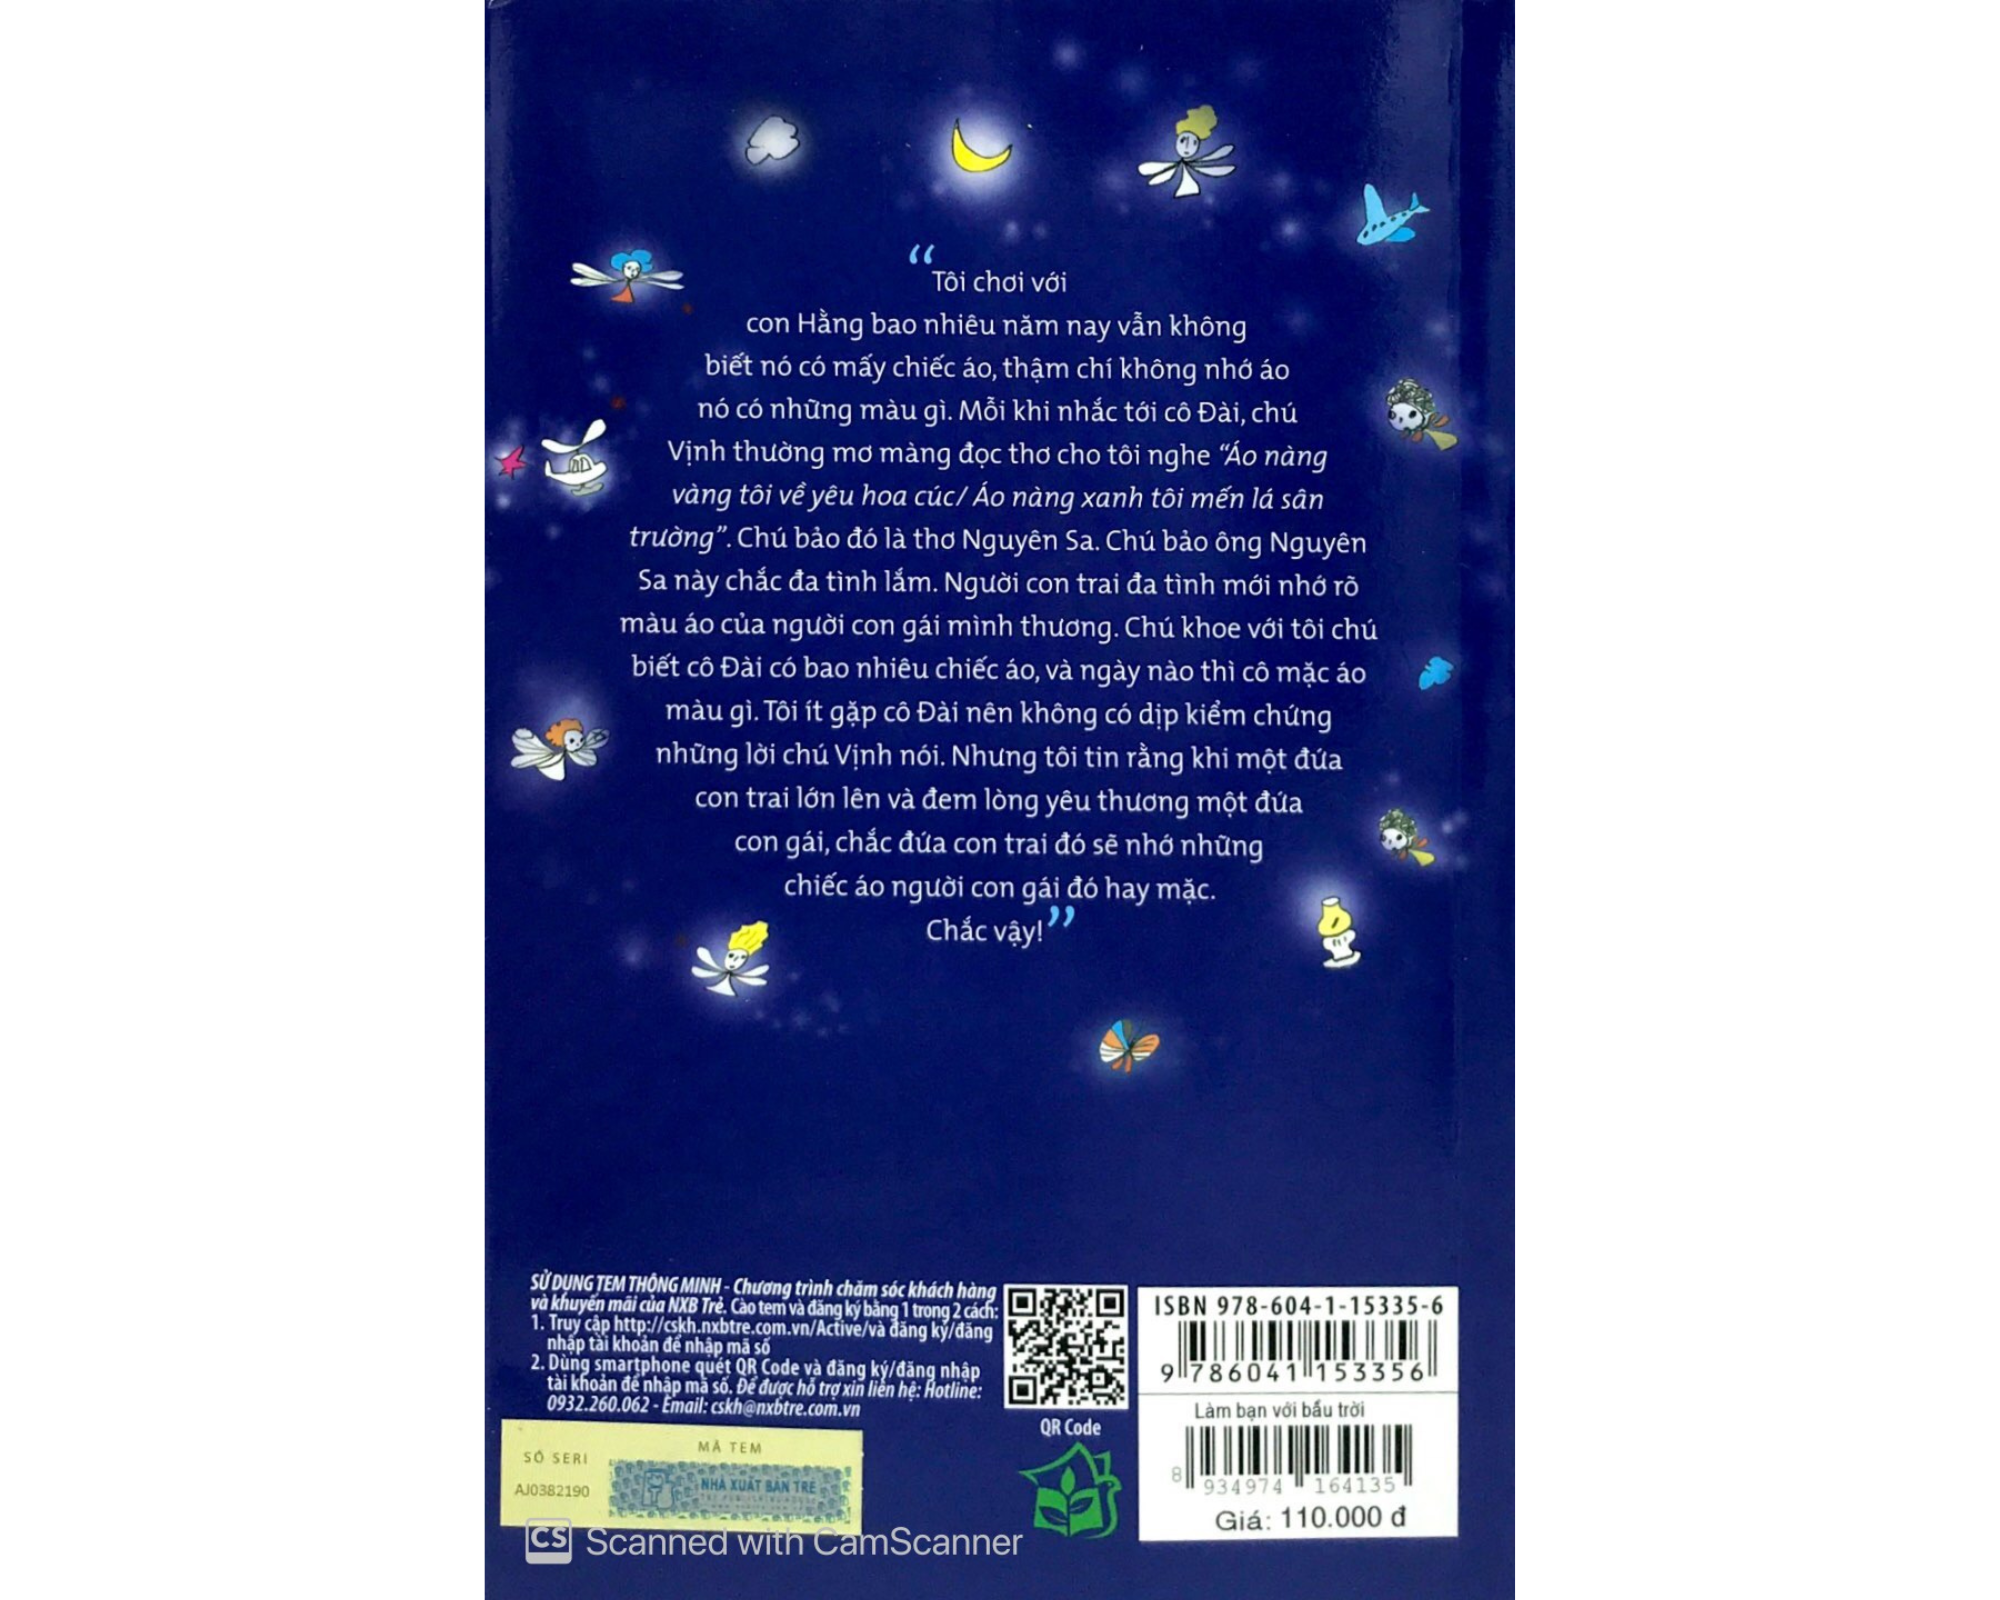 “Tôi chơi với
con Hằng bao nhiêu năm nay vẫn không
biết nó có mấy chiếc áo, thậm chí không nhớ áo
nó có những màu gì. Mỗi khi nhắc tới cô Đài, chú
Vịnh thường mơ màng đọc thơ cho tôi nghe “Áo nàng
vàng tôi về yêu hoa cúc/ Áo nàng xanh tôi mến lá sân
trường”. Chú bảo đó là thơ Nguyên Sa. Chú bảo ông Nguyên
Sa này chắc đa tình lắm. Người con trai đa tình mới nhớ rõ
màu áo của người con gái mình thương. Chú khoe với tôi chú
biết cô Đài có bao nhiêu chiếc áo, và ngày nào thì cô mặc áo
màu gì. Tôi ít gặp cô Đài nên không có dịp kiểm chứng
những lời chú Vịnh nói. Nhưng tôi tin rằng khi một đứa
con trai lớn lên và đem lòng yêu thương một đứa
con gái, chắc đứa con trai đó sẽ nhớ những
chiếc áo người con gái đó hay mặc.
Chắc vậy!”
SỬ DỤNG TEM THÔNG MINH - Chương trình chăm sóc khách hàng
và khuyến mãi của NXB Trẻ. Cào tem và đăng ký bằng 1 trong 2 cách:
1. Truy cập http://cskh.nxbtre.com.vn/Active/và đăng ký/đăng
nhập tài khoản để nhập mã số
2. Dùng smartphone quét QR Code và đăng ký/đăng nhập
tài khoản để nhập mã số. Để được hỗ trợ xin liên hệ: Hotline:
0932.260.062 - Email: cskh@nxbtre.com.vn
QR Code
ISBN 978-604-1-15335-6
9 786041 153356
Làm bạn với bầu trời
8 934974 164135
Giá: 110.000 đ
MÃ TEM
SỐ SERI
AJ0382190
NHÀ XUẤT BẢN TRẺ
CS Scanned with CamScanner